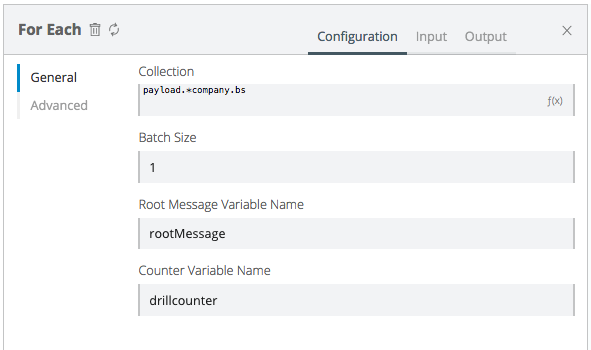 For Each
Configuration Input Output
General
Advanced
Collection
payload.*company.bs
f(x)
Batch Size
1
Root Message Variable Name
rootMessage
Counter Variable Name
drillcounter